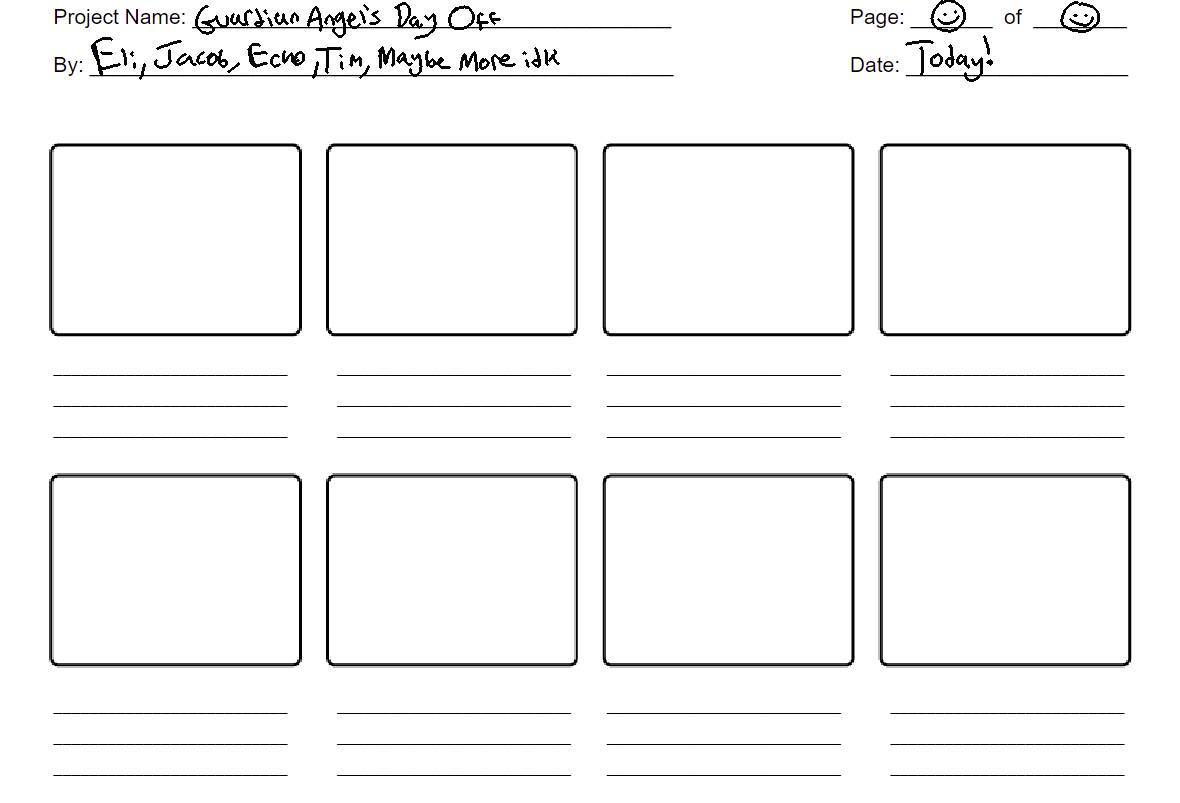 Project Name: Guardian Angel's Day Off
Page: of
By: Eli, Jacob, Echo, Tim, Maybe More idk
Date: Today!